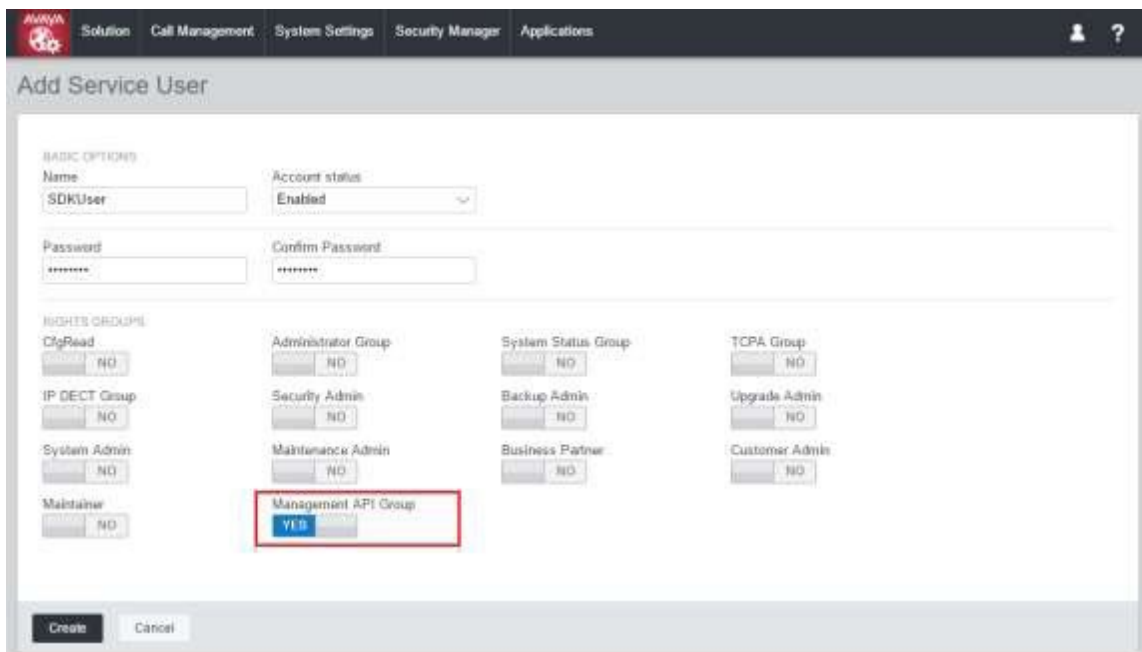 AVAYA
Solution Call Management System Settings Security Manager Applications ?
Add Service User
BASIC OPTIONS
Name Account status
SDKUser Enabled
Password Confirm Password
•••••••• ••••••••
RIGHTS GROUPS
CfgRead Administrator Group System Status Group TCPA Group
NO NO NO NO
IP DECT Group Security Admin Backup Admin Upgrade Admin
NO NO NO NO
System Admin Maintenance Admin Business Partner Customer Admin
NO NO NO NO
Maintainer Management API Group
NO YES
Create Cancel